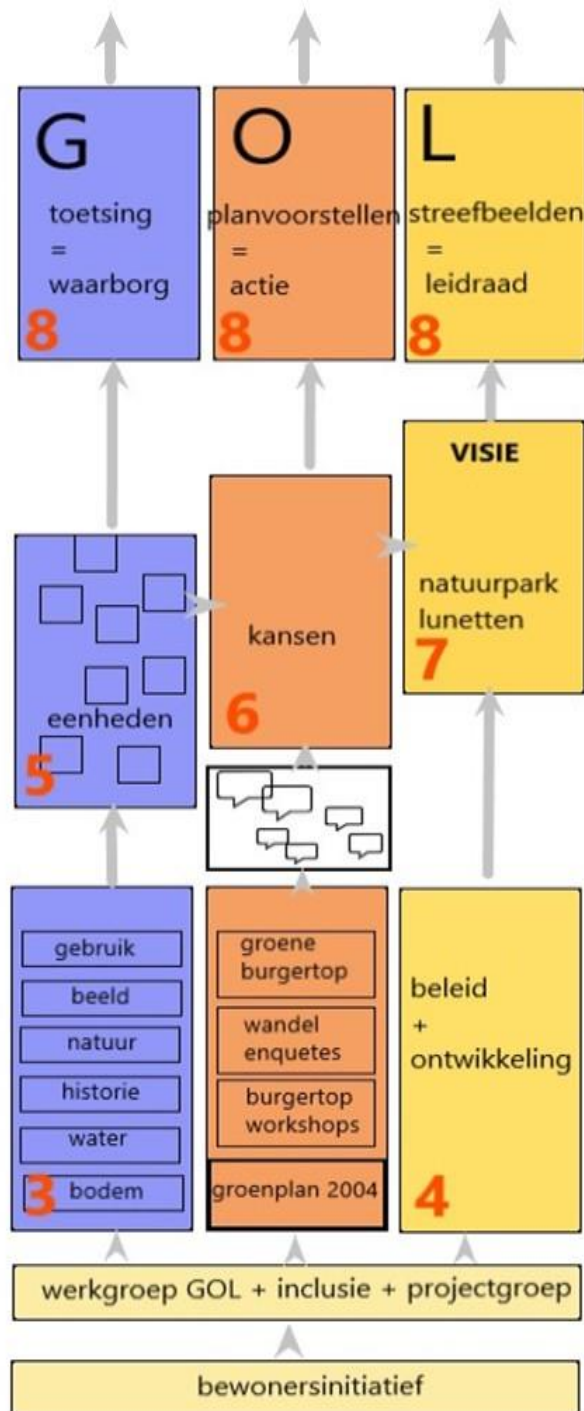 G
toetsing
=
waarborg
8
O
planvoorstellen
=
actie
8
L
streefbeelden
=
leidraad
8
VISIE
natuurpark
lunetten
7
kansen
6
eenheden
5
gebruik
beeld
natuur
historie
water
bodem
3
groene
burgertop
wandel
enquetes
burgertop
workshops
groenplan 2004
beleid
+
ontwikkeling
4
werkgroep GOL + inclusie + projectgroep
bewonersinitiatief